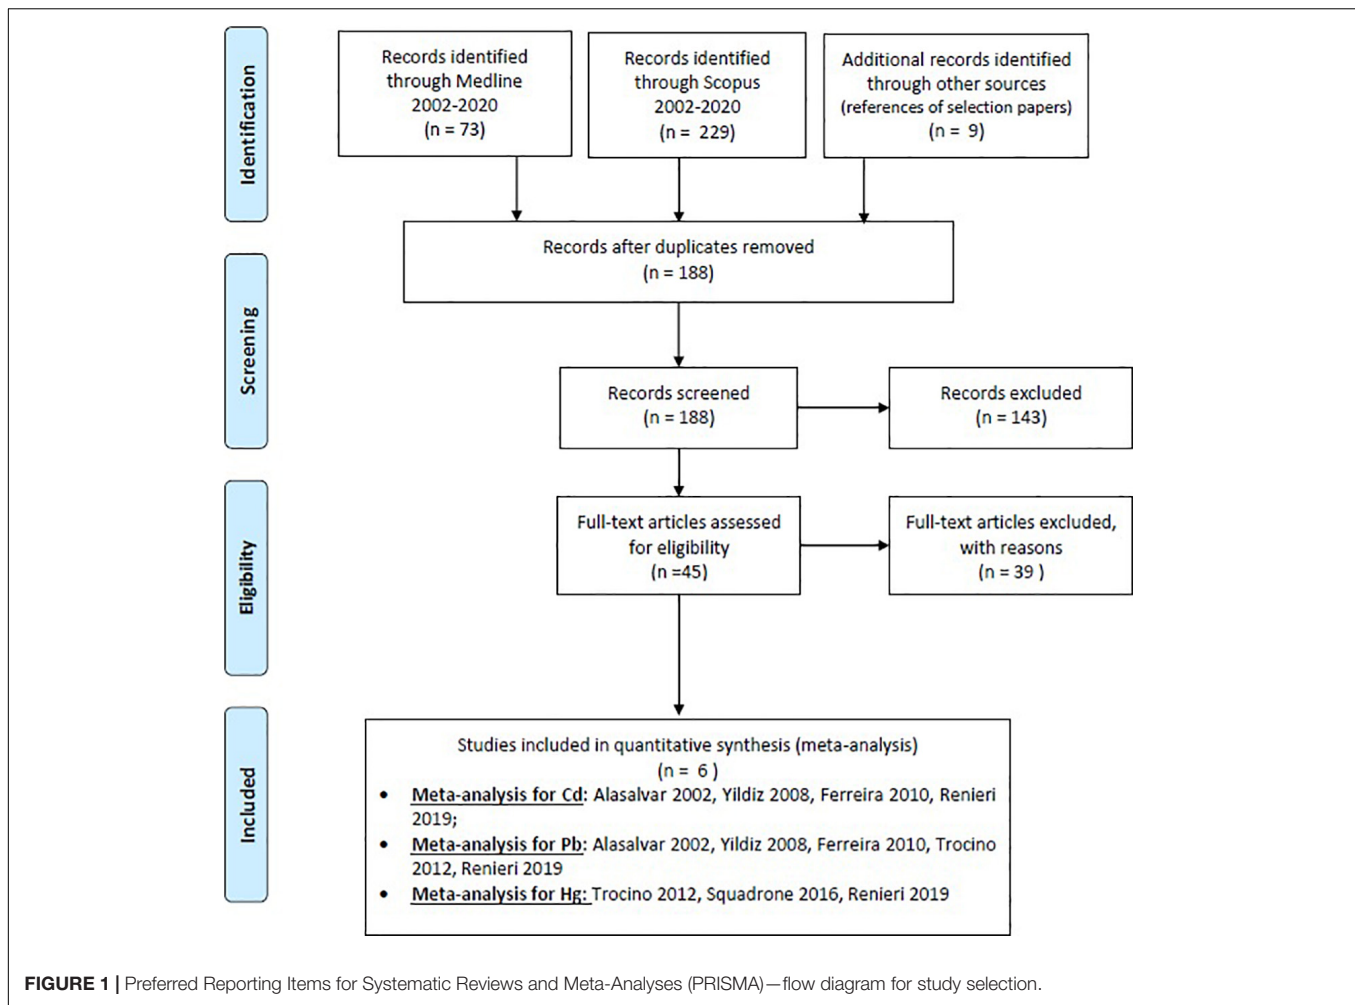 Identification
Records identified
through Medline
2002-2020
(n = 73)
Records identified
through Scopus
2002-2020
(n = 229)
Additional records identified
through other sources
(references of selection papers)
(n = 9)
Records after duplicates removed
(n = 188)
Screening
Records screened
(n = 188)
Records excluded
(n = 143)
Eligibility
Full-text articles assessed
for eligibility
(n =45)
Full-text articles excluded,
with reasons
(n = 39 )
Included
Studies included in quantitative synthesis (meta-analysis)
(n = 6 )
• Meta-analysis for Cd: Alasalvar 2002, Yildiz 2008, Ferreira 2010, Renieri
2019;
• Meta-analysis for Pb: Alasalvar 2002, Yildiz 2008, Ferreira 2010, Trocino
2012, Renieri 2019
• Meta-analysis for Hg: Trocino 2012, Squadrone 2016, Renieri 2019
FIGURE 1 | Preferred Reporting Items for Systematic Reviews and Meta-Analyses (PRISMA)—flow diagram for study selection.